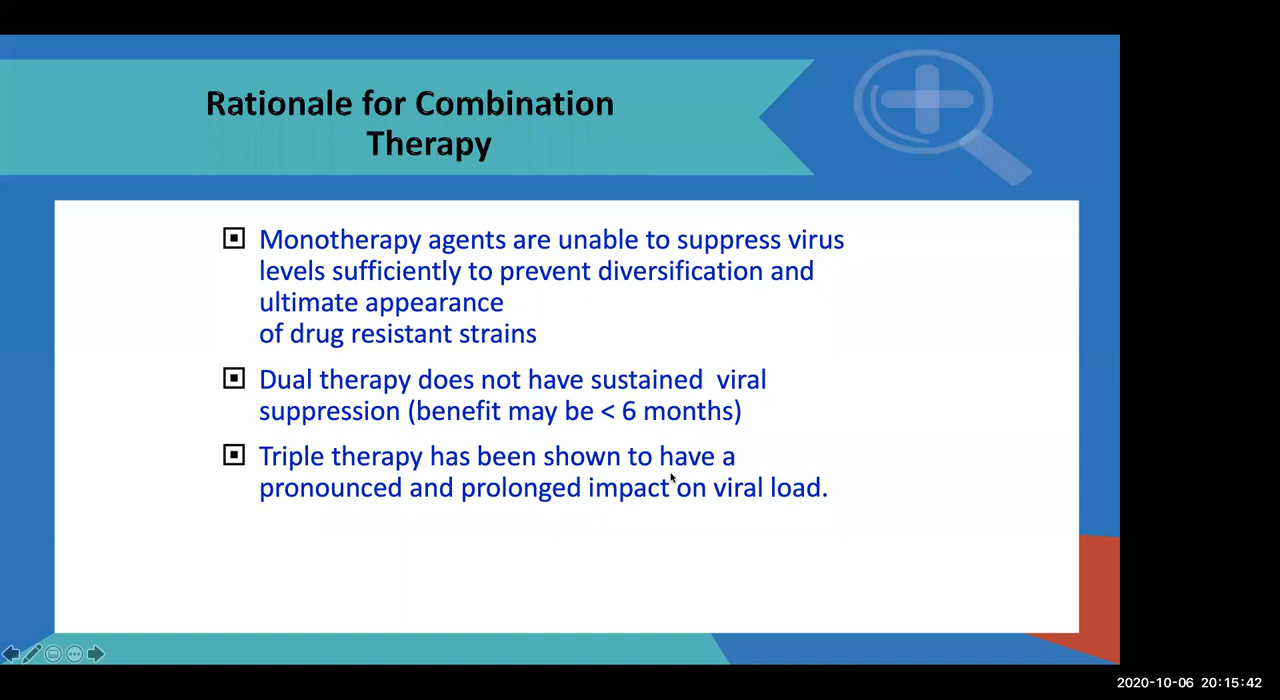 Rationale for Combination
Therapy
Monotherapy agents are unable to suppress virus
levels sufficiently to prevent diversification and
ultimate appearance
of drug resistant strains
Dual therapy does not have sustained  viral
suppression (benefit may be < 6 months)
Triple therapy has been shown to have a
pronounced and prolonged impact on viral load.
2020-10-06 20:15:42